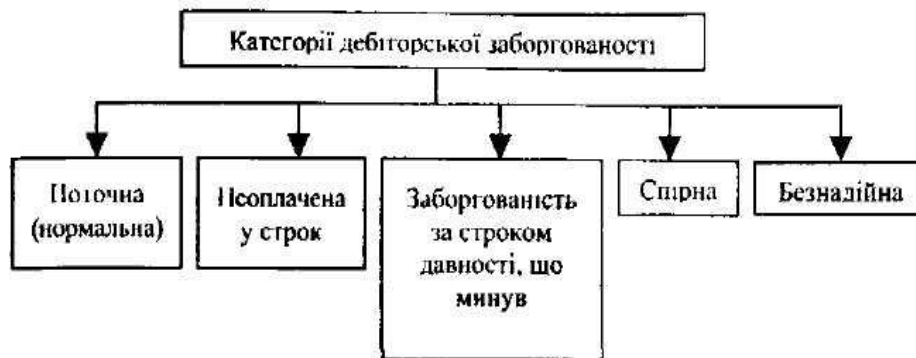 Категорії дебіторської заборгованості
Поточна
(нормальна)
Неоплачена
у строк
Заборгованість
за строком
давності, що
минув
Спірна
Безнадійна